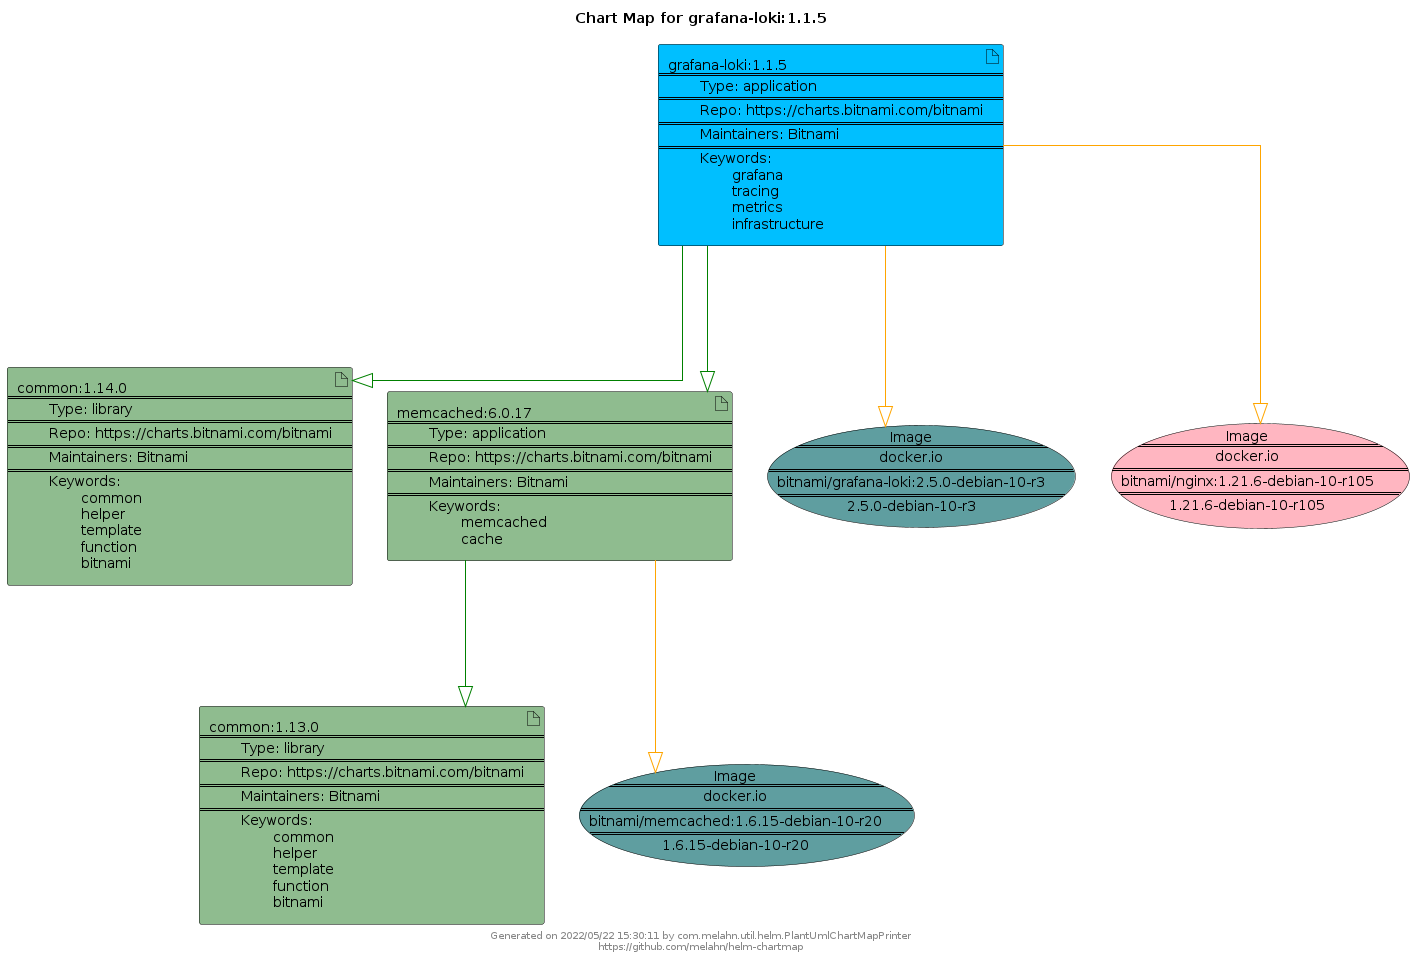 Chart Map for grafana-loki:1.1.5
grafana-loki:1.1.5
Type: application
Repo: https://charts.bitnami.com/bitnami
Maintainers: Bitnami
Keywords:
grafana
tracing
metrics
infrastructure
common:1.14.0
Type: library
Repo: https://charts.bitnami.com/bitnami
Maintainers: Bitnami
Keywords:
common
helper
template
function
bitnami
memcached:6.0.17
Type: application
Repo: https://charts.bitnami.com/bitnami
Maintainers: Bitnami
Keywords:
memcached
cache
Image
docker.io
bitnami/grafana-loki:2.5.0-debian-10-r3
2.5.0-debian-10-r3
Image
docker.io
bitnami/nginx:1.21.6-debian-10-r105
1.21.6-debian-10-r105
common:1.13.0
Type: library
Repo: https://charts.bitnami.com/bitnami
Maintainers: Bitnami
Keywords:
common
helper
template
function
bitnami
Image
docker.io
bitnami/memcached:1.6.15-debian-10-r20
1.6.15-debian-10-r20
Generated on 2022/05/22 15:30:11 by com.melahn.util.helm.PlantUmlChartMapPrinter
https://github.com/melahn/helm-chartmap